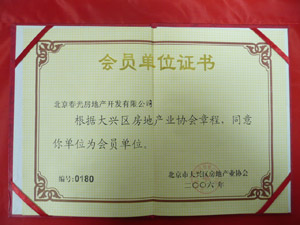 会员单位证书
北京市光房地产开发有限公司
根据大兴区房地产业协会章程，同意
你单位为会员单位。
编号:0180
北京市大兴区房地产业协会
二〇〇六年